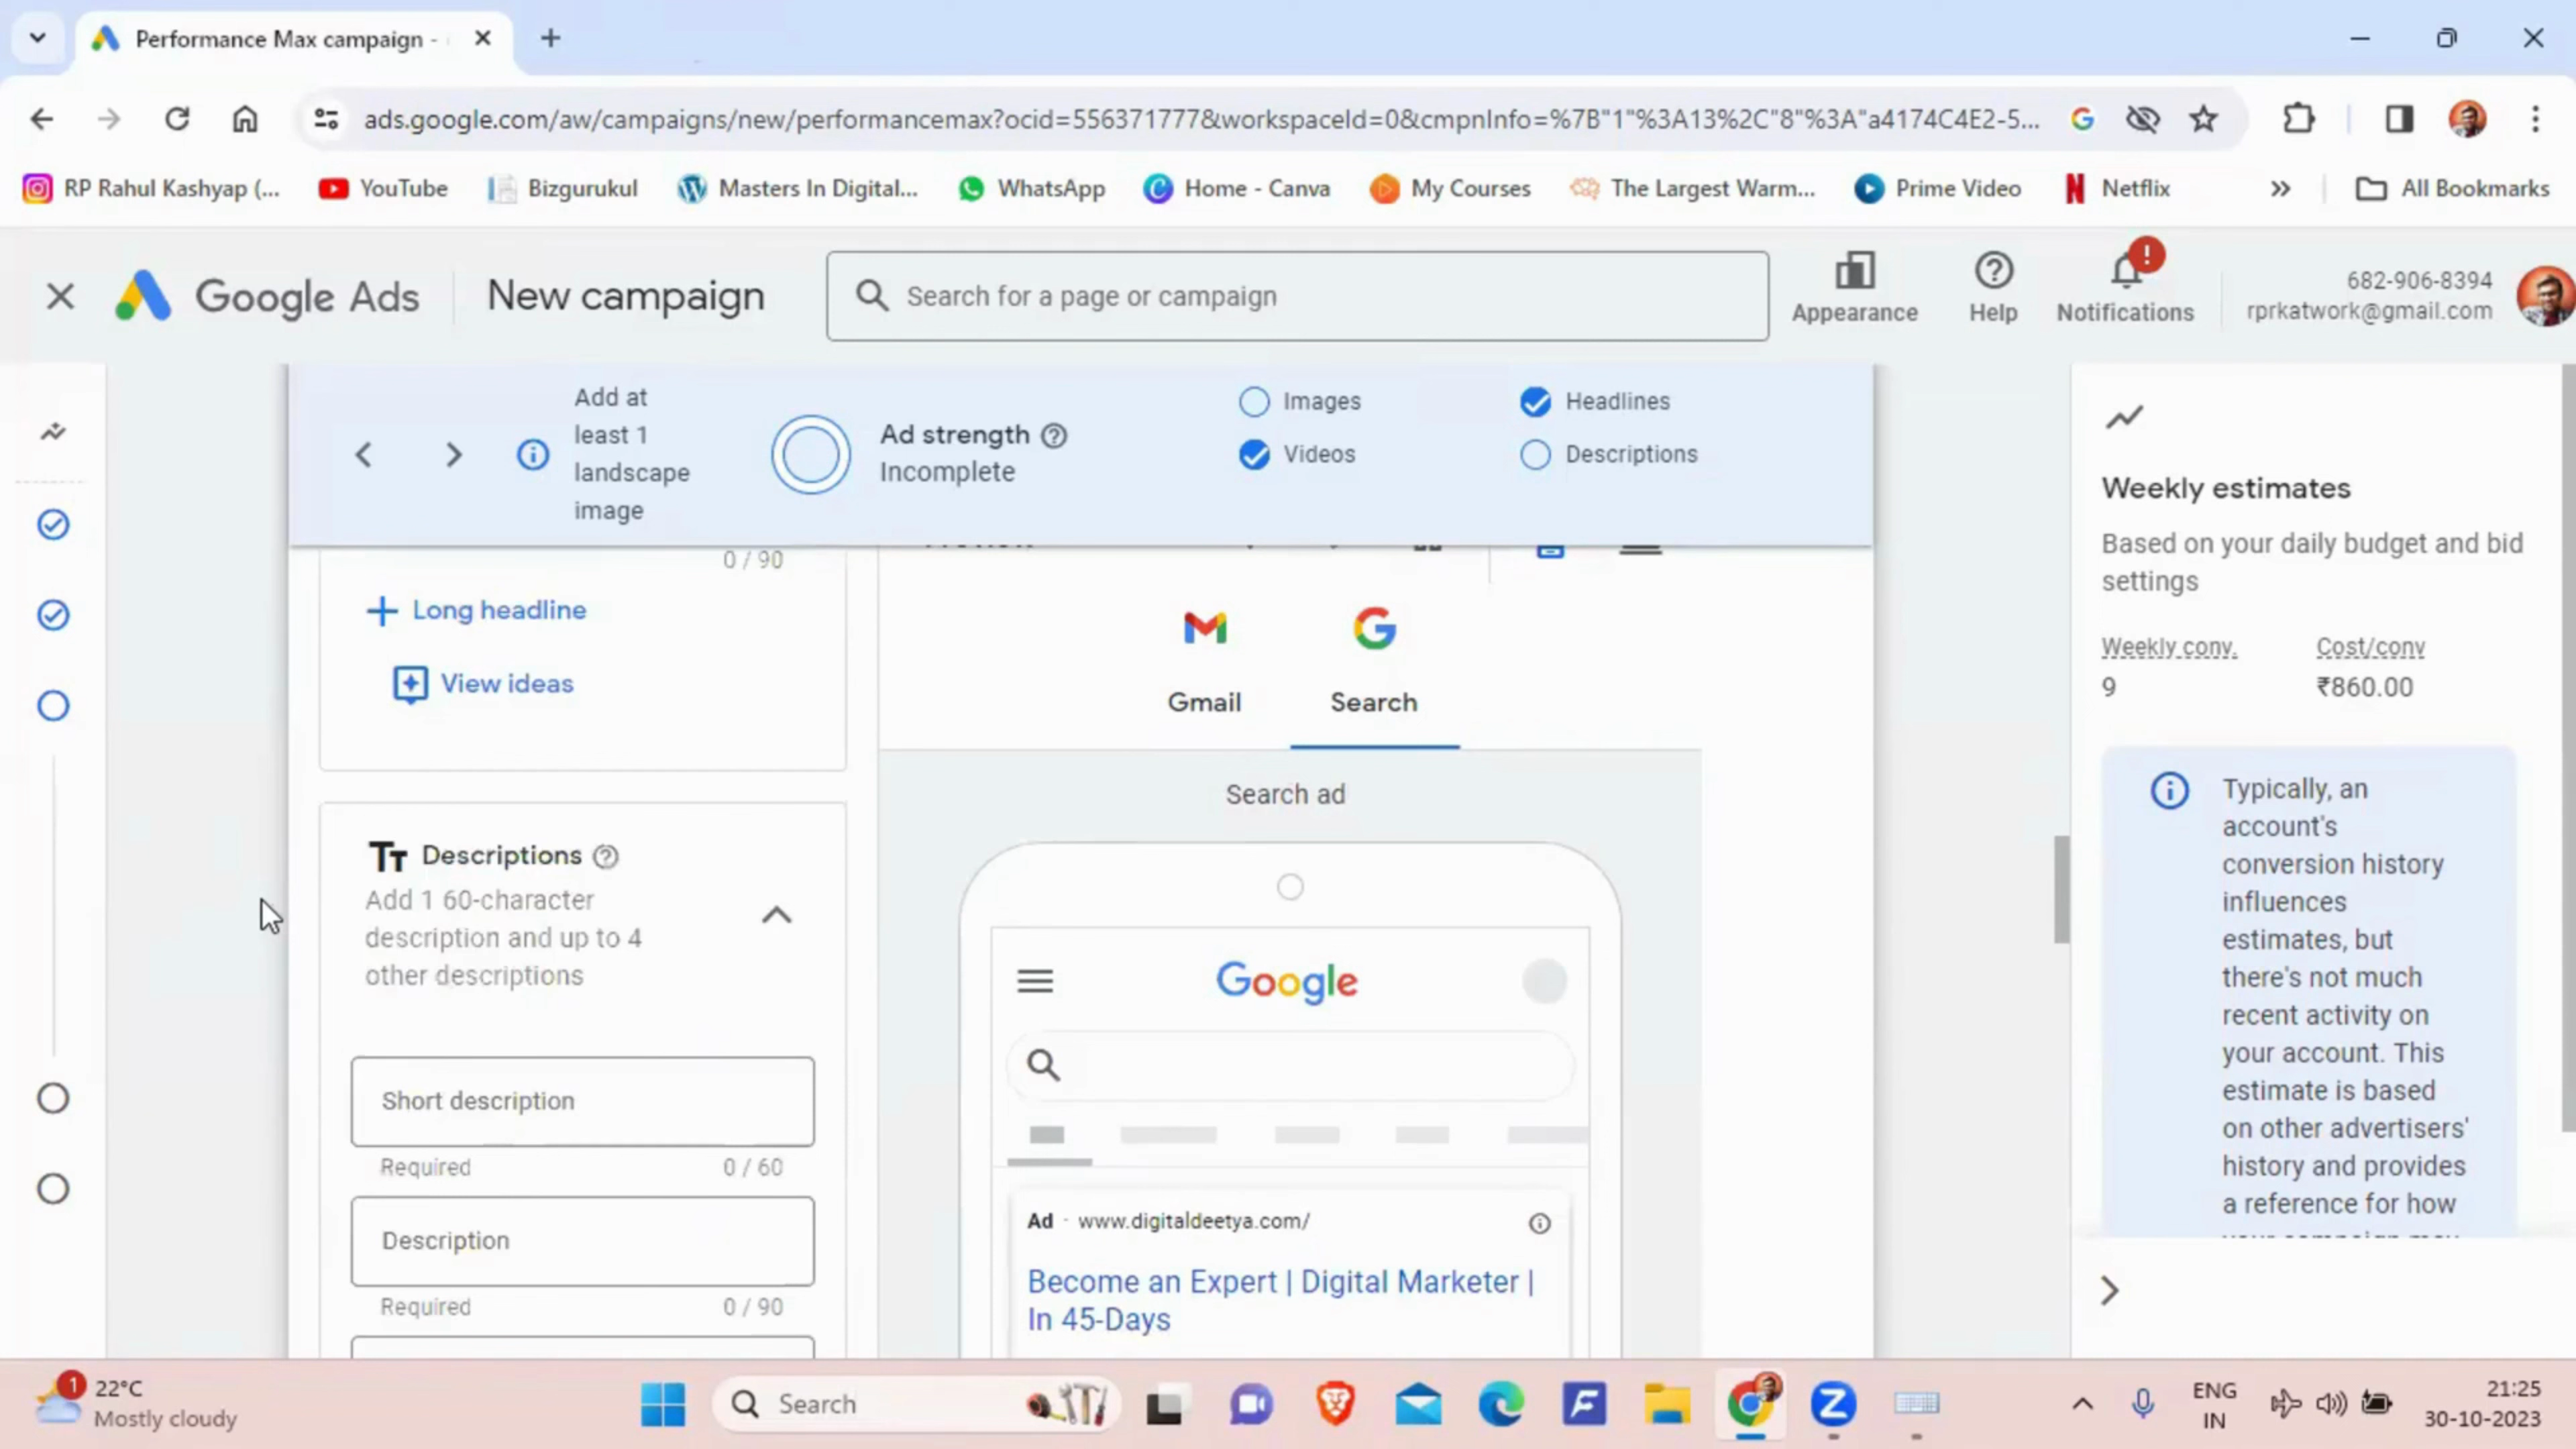 Performance Max campaign -
ads.google.com/aw/campaigns/new/performancemax?ocid=556371777&workspaceId=0&cmpnInfo=%7B"1"%3A13%2C"8"%3A"a4174C4E2-5...
RP Rahul Kashyap (...
YouTube
Bizgurukul
Masters In Digital...
WhatsApp
Home - Canva
My Courses
The Largest Warm...
Prime Video
Netflix
All Bookmarks
Google Ads
New campaign
Search for a page or campaign
Appearance
Help
Notifications
682-906-8394
rprkatwork@gmail.com
Add at
least 1
landscape
image
Ad strength
Incomplete
Images
Videos
Headlines
Descriptions
0 / 90
Long headline
View ideas
Descriptions
Add 1 60-character
description and up to 4
other descriptions
Short description
Required 0 / 60
Description
Required 0 / 90
Gmail
Search
Search ad
Google
Ad · www.digitaldeetya.com/
Become an Expert | Digital Marketer |
In 45-Days
Weekly estimates
Based on your daily budget and bid
settings
Weekly conv. Cost/conv
9 ₹860.00
Typically, an
account's
conversion history
influences
estimates, but
there's not much
recent activity on
your account. This
estimate is based
on other advertisers'
history and provides
a reference for how
1
22°C
Mostly cloudy
Search
ENG
IN
21:25
30-10-2023